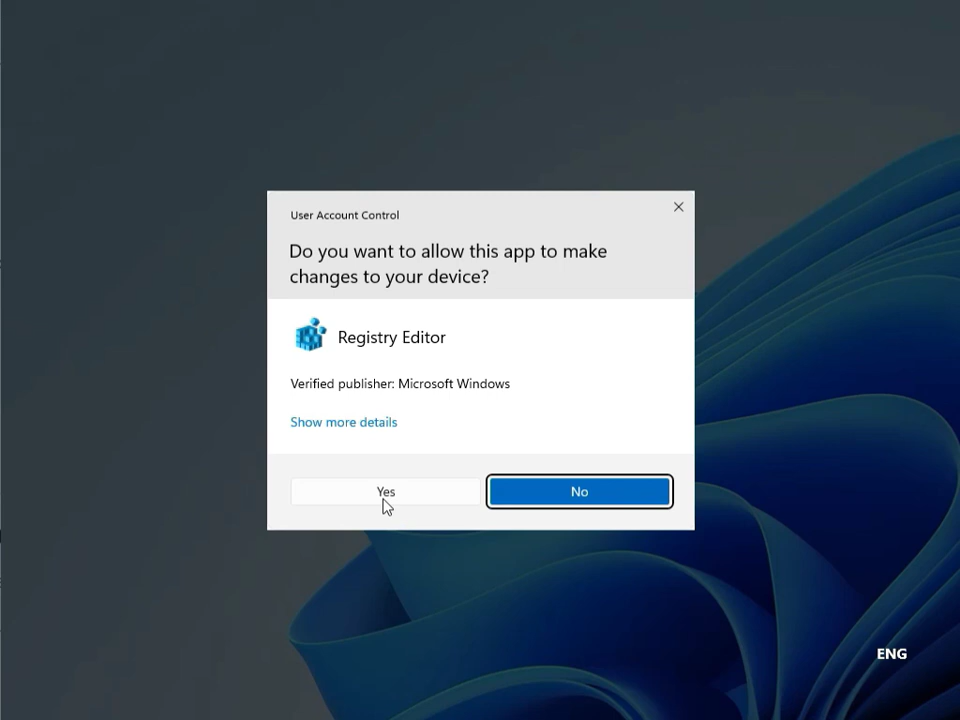 User Account Control
Do you want to allow this app to make
changes to your device?
Registry Editor
Verified publisher: Microsoft Windows
Show more details
Yes
No
ENG